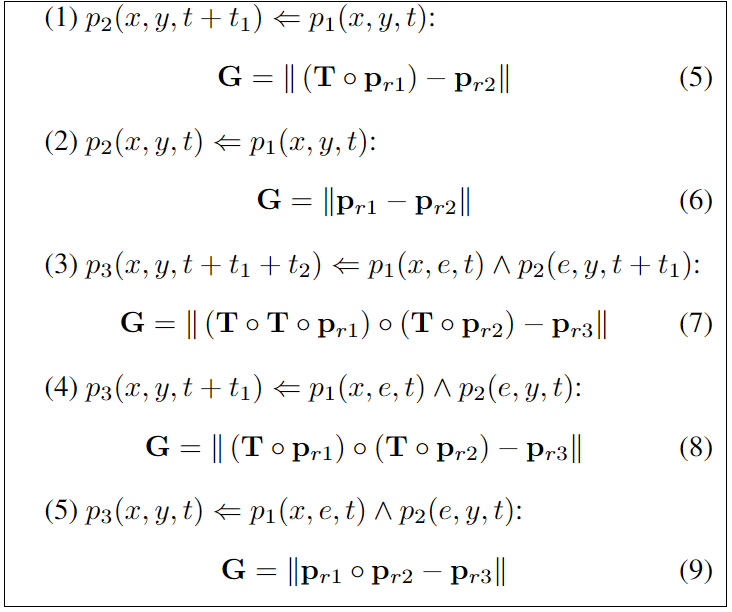 (1) p₂(x, y, t + t₁) ⇐ p₁(x, y, t):
G = ‖ (T ∘ p_{r1}) − p_{r2}‖ (5)
(2) p₂(x, y, t) ⇐ p₁(x, y, t):
G = ‖p_{r1} − p_{r2}‖ (6)
(3) p₃(x, y, t + t₁ + t₂) ⇐ p₁(x, e, t) ∧ p₂(e, y, t + t₁):
G = ‖ (T ∘ T ∘ p_{r1}) ∘ (T ∘ p_{r2}) − p_{r3}‖ (7)
(4) p₃(x, y, t + t₁) ⇐ p₁(x, e, t) ∧ p₂(e, y, t):
G = ‖ (T ∘ p_{r1}) ∘ (T ∘ p_{r2}) − p_{r3}‖ (8)
(5) p₃(x, y, t) ⇐ p₁(x, e, t) ∧ p₂(e, y, t):
G = ‖p_{r1} ∘ p_{r2} − p_{r3}‖ (9)